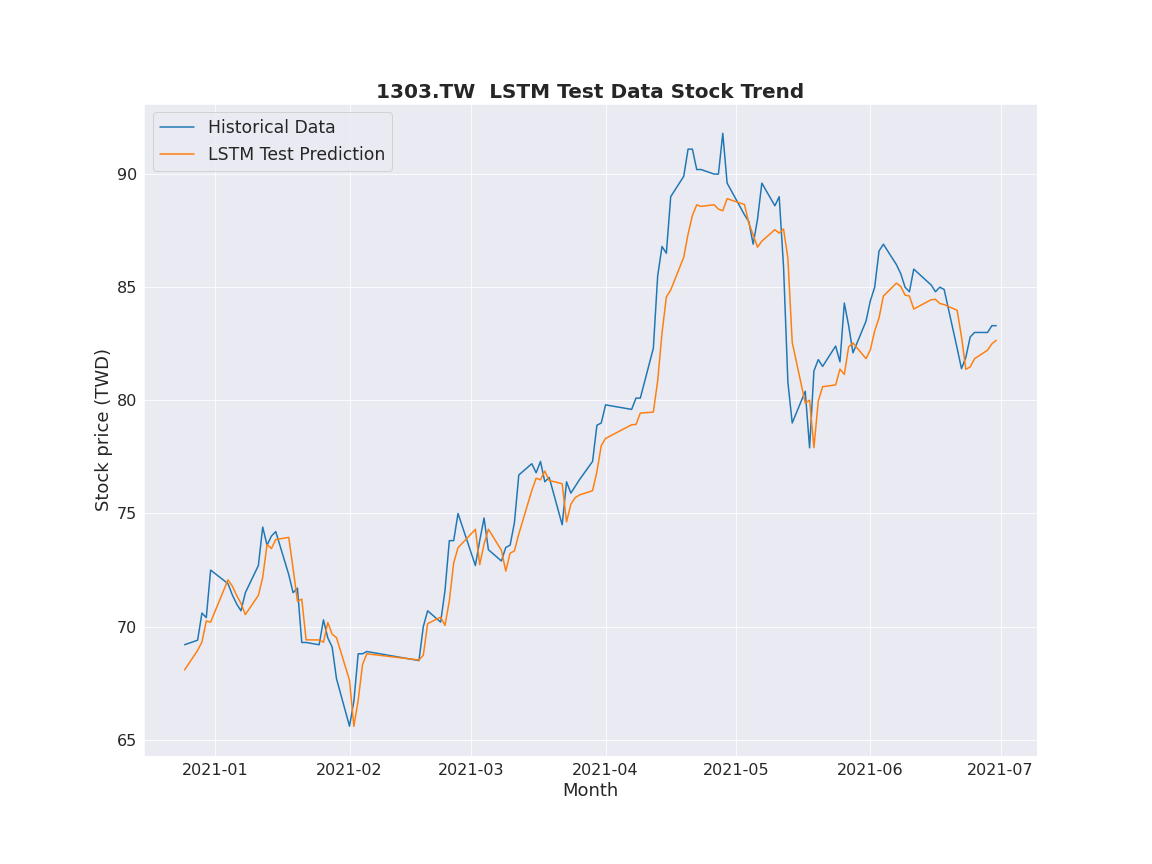 1303.TW  LSTM Test Data Stock Trend
Historical Data
LSTM Test Prediction
Stock price (TWD)
90
85
80
75
70
65
2021-01 2021-02 2021-03 2021-04 2021-05 2021-06 2021-07
Month